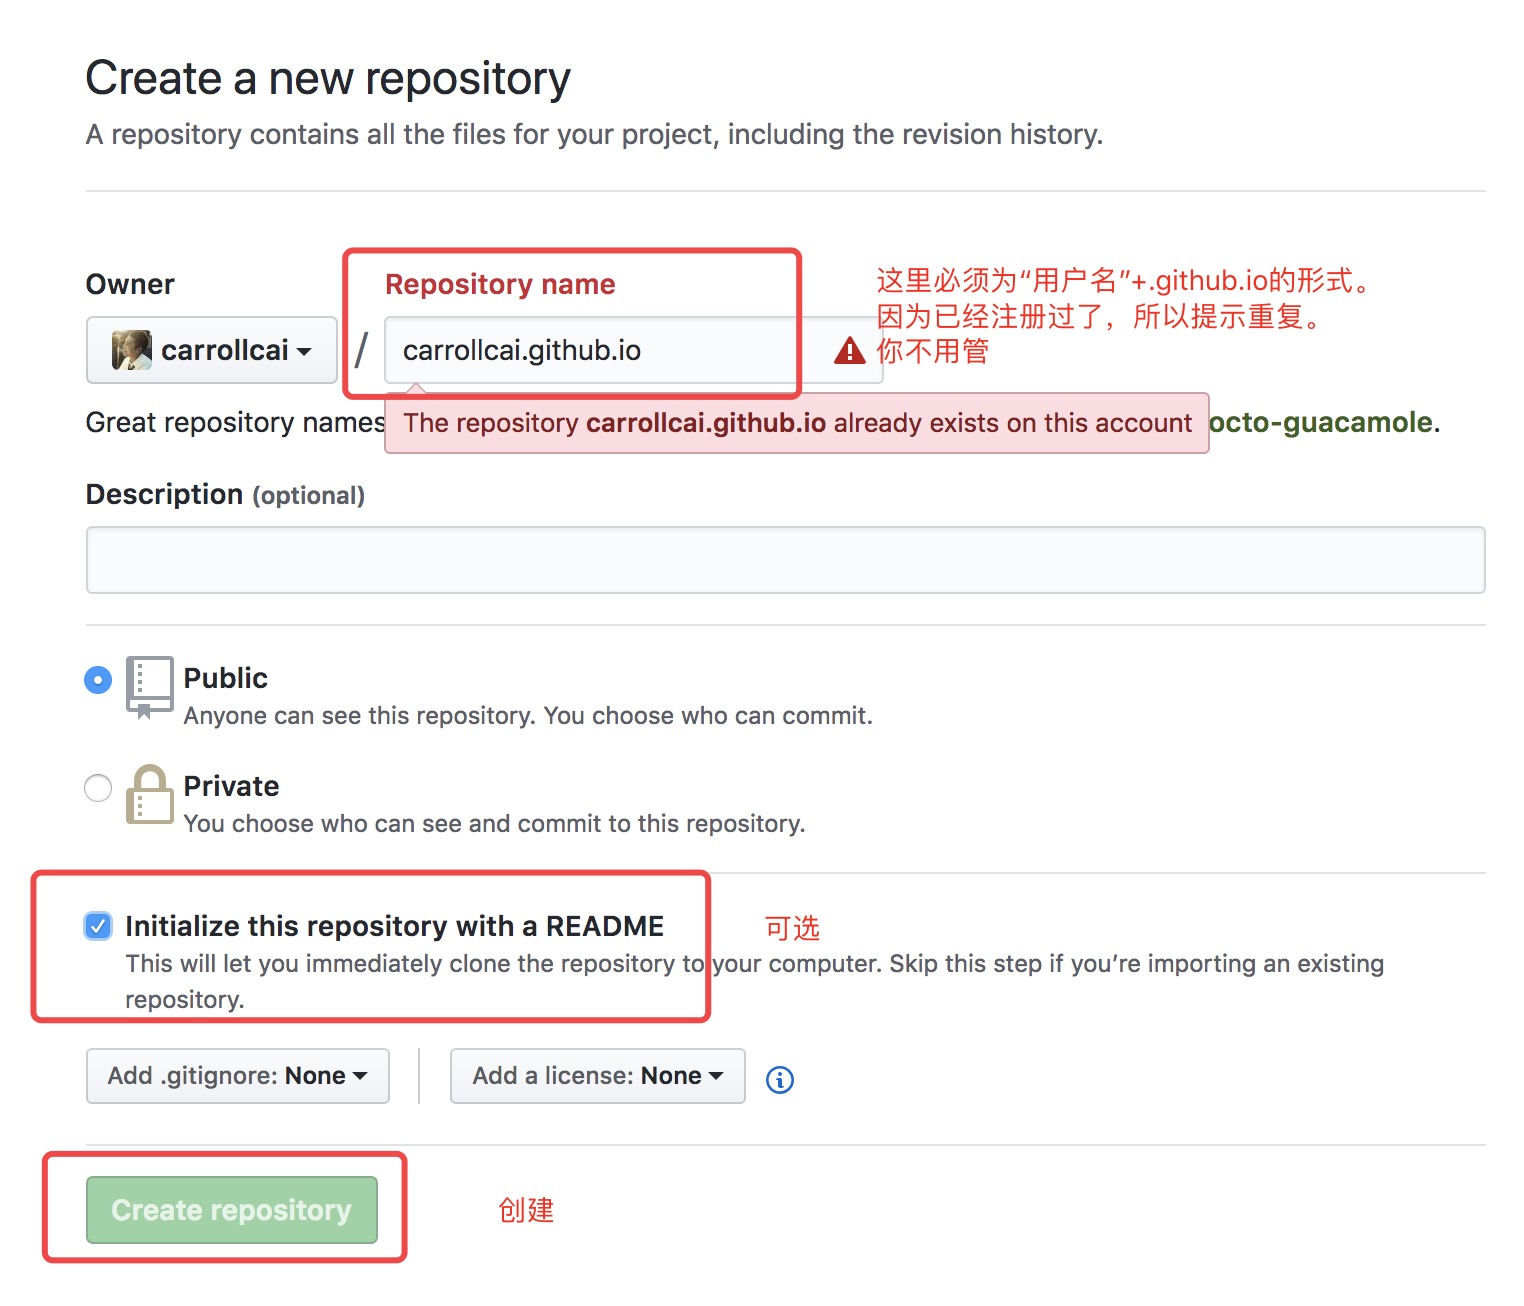 Create a new repository
A repository contains all the files for your project, including the revision history.
Owner
Repository name
carrollcai
/
carrollcai.github.io
这里必须为“用户名”+.github.io的形式。
因为已经注册过了，所以提示重复。
你不用管
Great repository names
The repository carrollcai.github.io already exists on this account
octo-guacamole.
Description (optional)
Public
Anyone can see this repository. You choose who can commit.
Private
You choose who can see and commit to this repository.
Initialize this repository with a README
可选
This will let you immediately clone the repository to your computer. Skip this step if you’re importing an existing
repository.
Add .gitignore: None
Add a license: None
Create repository
创建